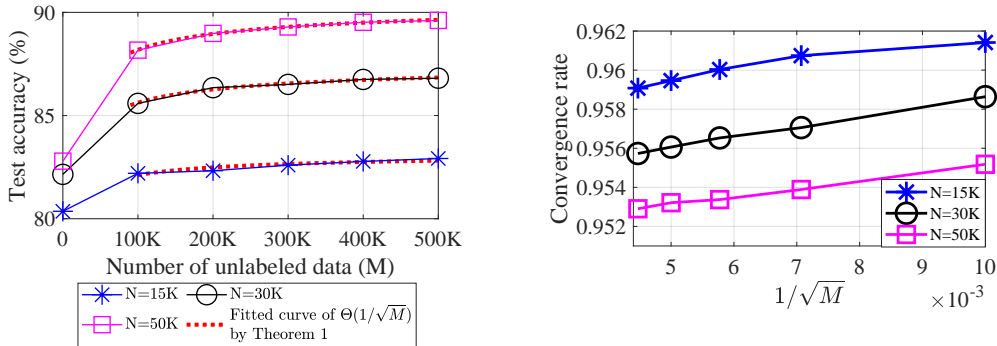 90
85
80
Test accuracy (%)
0 100K 200K 300K 400K 500K
Number of unlabeled data (M)
N=15K N=30K
N=50K Fitted curve of Θ(1/√M)
by Theorem 1
0.962
0.96
0.958
0.956
0.954
0.952
Convergence rate
5 6 7 8 9 10
1/√M ×10⁻³
N=15K
N=30K
N=50K